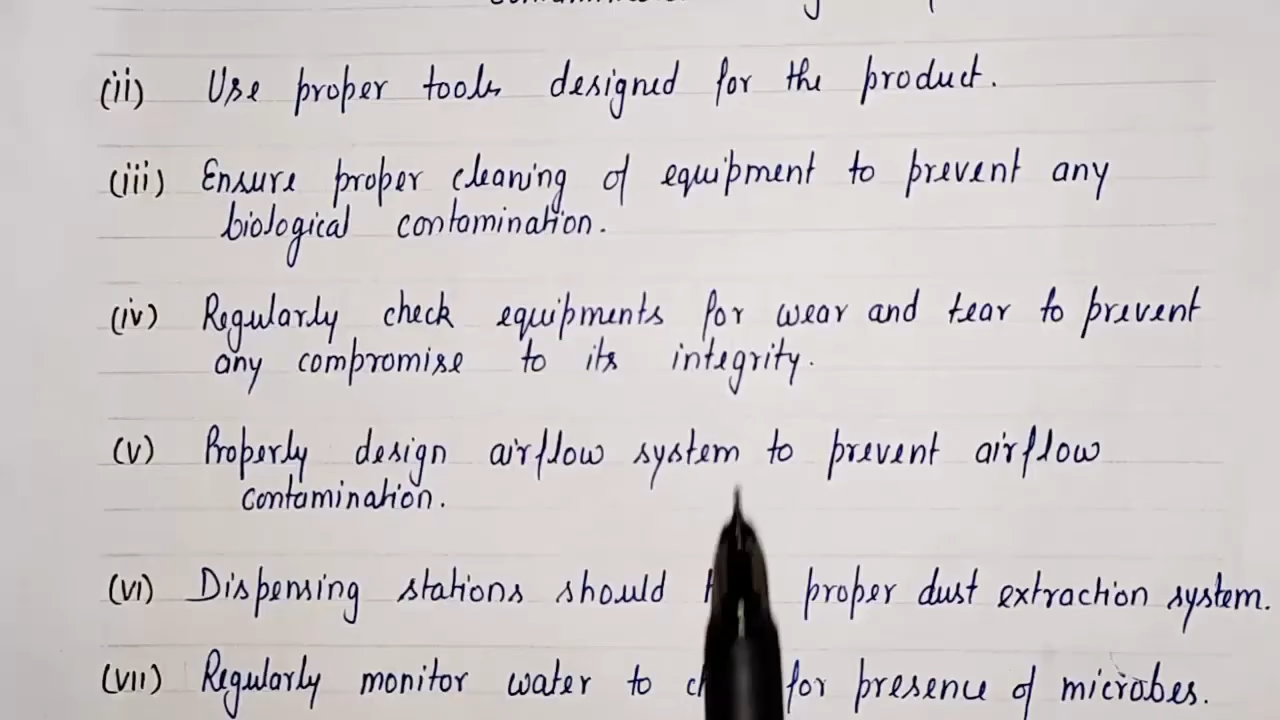 (ii) Use proper tools designed for the product.
(iii) Ensure proper cleaning of equipment to prevent any
biological contamination.
(iv) Regularly check equipments for wear and tear to prevent
any compromise to its integrity.
(v) Properly design airflow system to prevent airflow
contamination.
(vi) Dispensing stations should proper dust extraction system.
(vii) Regularly monitor water to for presence of microbes.